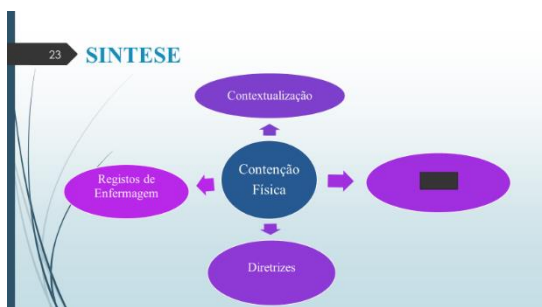 23
SINTESE
Contextualização
Registos de
Enfermagem
Contenção
Física
Diretrizes